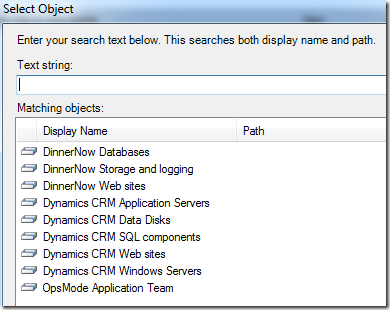 Select Object
Enter your search text below. This searches both display name and path.
Text string:
Matching objects:
Display Name Path
DinnerNow Databases
DinnerNow Storage and logging
DinnerNow Web sites
Dynamics CRM Application Servers
Dynamics CRM Data Disks
Dynamics CRM SQL components
Dynamics CRM Web sites
Dynamics CRM Windows Servers
OpsMode Application Team